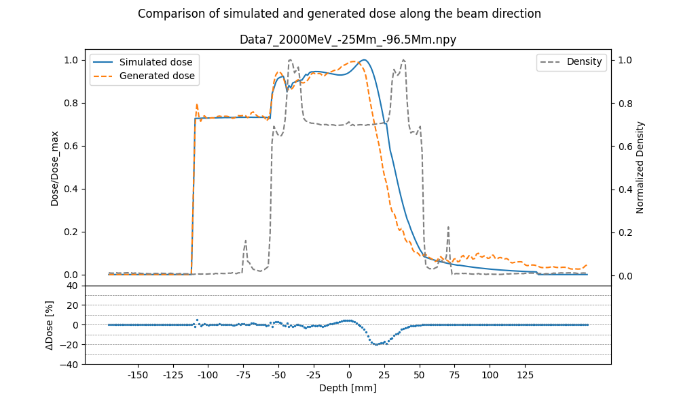 Comparison of simulated and generated dose along the beam direction
Data7_2000MeV_-25Mm_-96.5Mm.npy
Simulated dose
Generated dose
Density
1.0
0.8
0.6
0.4
0.2
0.0
Dose/Dose_max
1.0
0.8
0.6
0.4
0.2
0.0
Normalized Density
40
20
0
−20
−40
ΔDose [%]
-150 -125 -100 -75 -50 -25 0 25 50 75 100 125
Depth [mm]